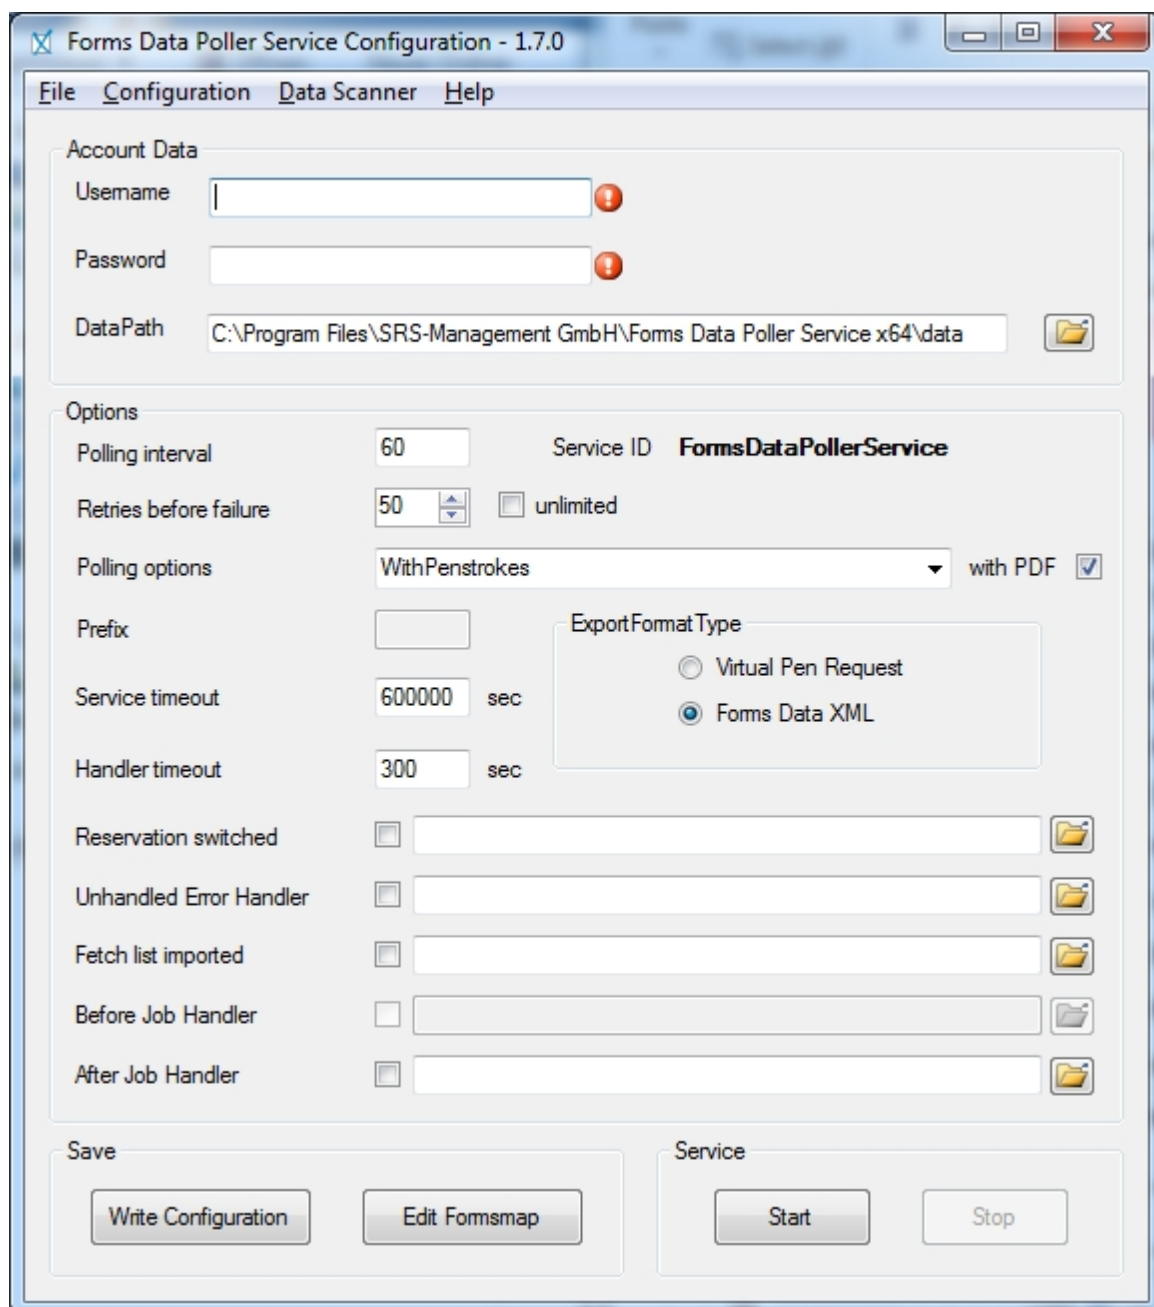 Forms Data Poller Service Configuration - 1.7.0
File Configuration Data Scanner Help
Account Data
Username
Password
DataPath C:\Program Files\SRS-Management GmbH\Forms Data Poller Service x64\data
Options
Polling interval 60 Service ID FormsDataPollerService
Retries before failure 50 unlimited
Polling options WithPenstrokes with PDF
Prefix ExportFormatType
Virtual Pen Request
Service timeout 600000 sec
Forms Data XML
Handler timeout 300 sec
Reservation switched
Unhandled Error Handler
Fetch list imported
Before Job Handler
After Job Handler
Save Service
Write Configuration Edit Formsmap Start Stop